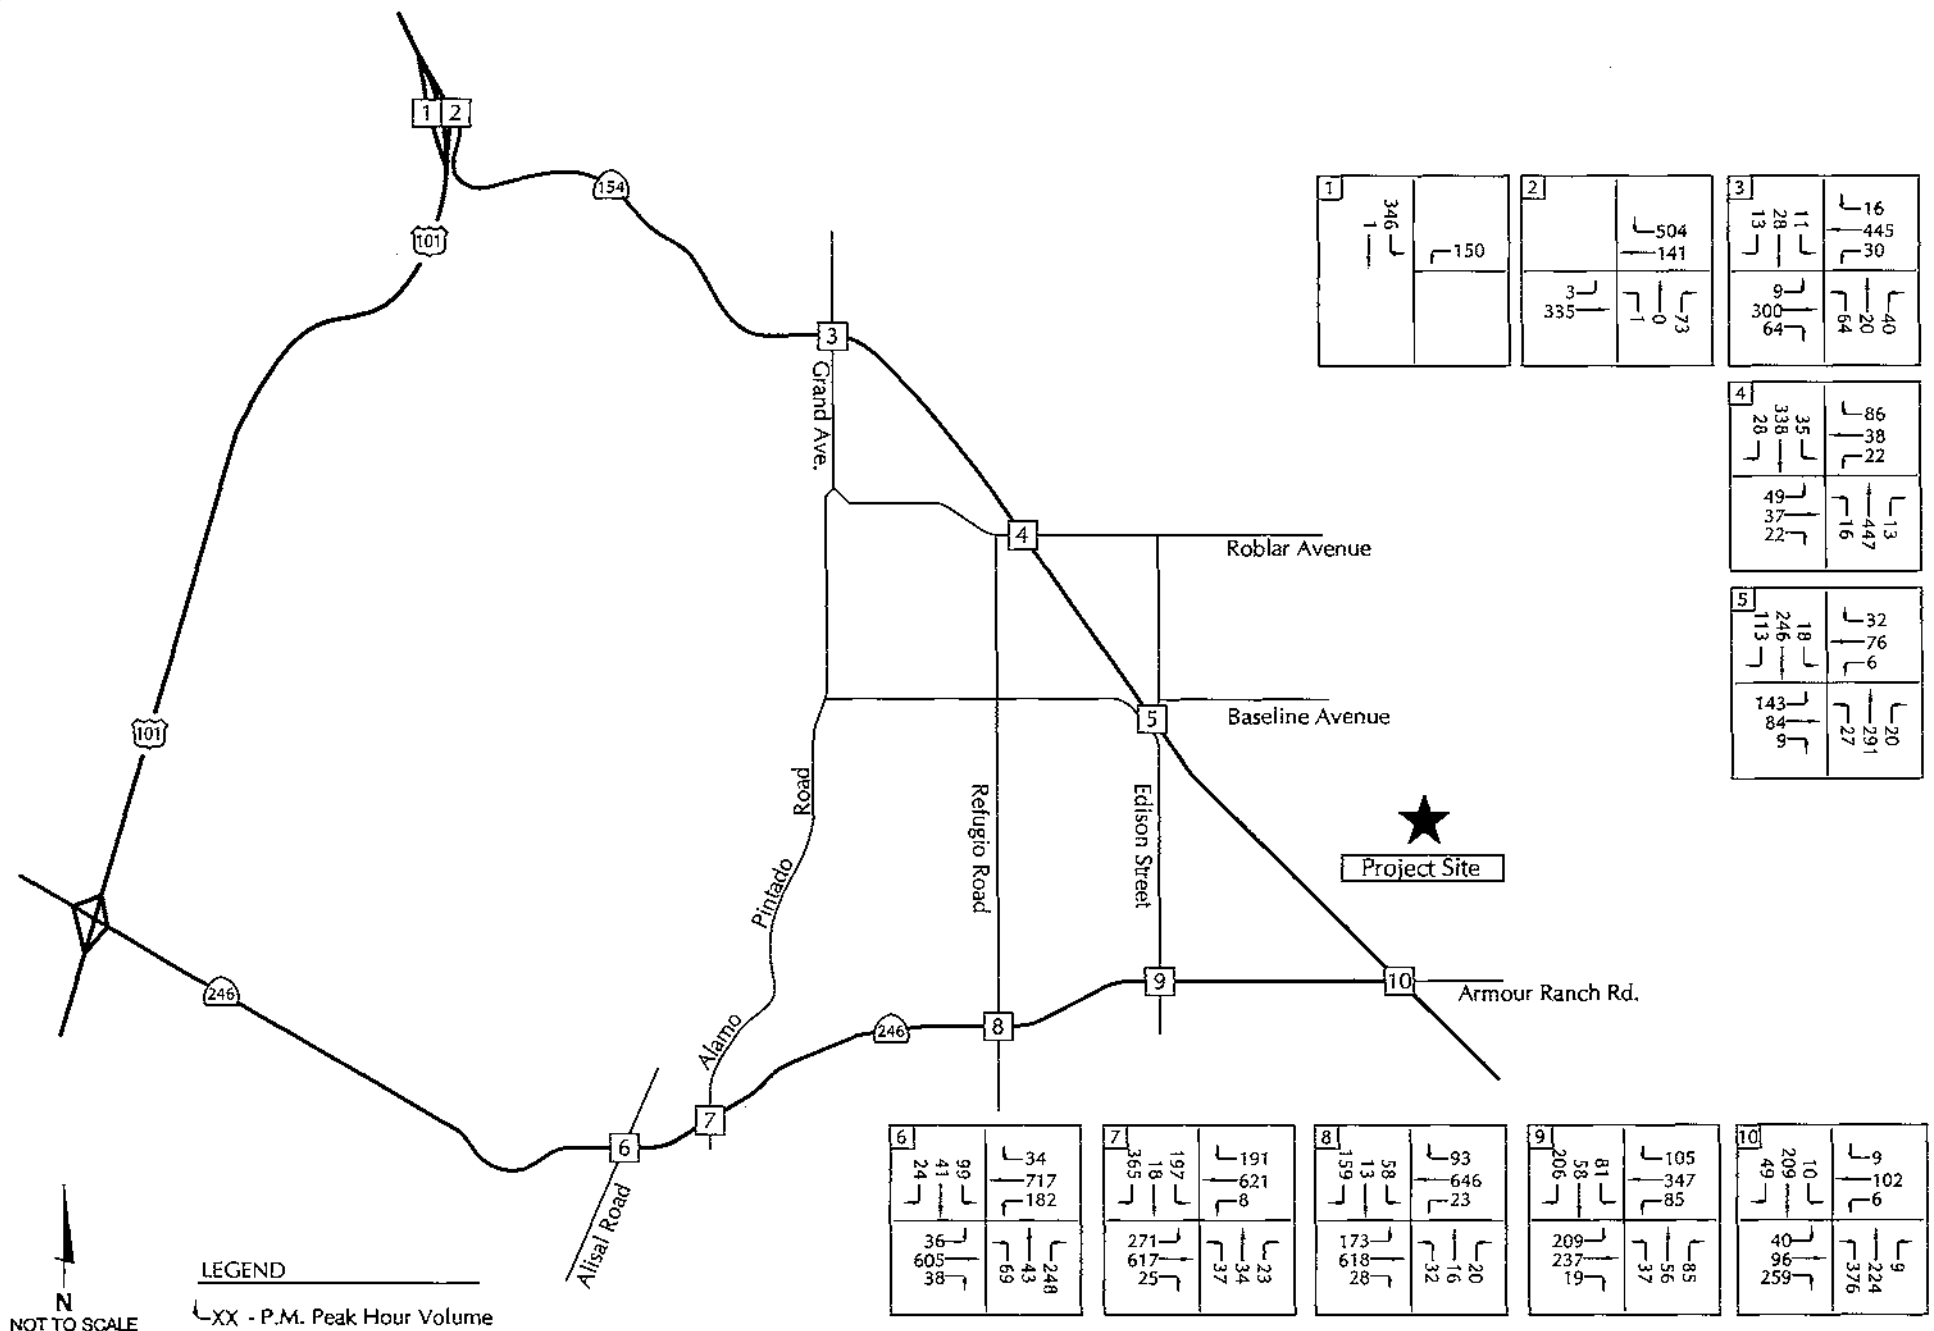 1 2
154
101
3
Grand Ave.
4
Roblar Avenue
5
Baseline Avenue
101
Road
Pintado
Alamo
Refugio Road
Edison Street
Project Site
9
10
Armour Ranch Rd.
246
246
8
7
6
Alisal Road
N
NOT TO SCALE
LEGEND
XX - P.M. Peak Hour Volume
1
1 346
150
2
504
141
3
335
1 0 73
3
13 28 11
16
445
30
9
300
64
64 20 40
4
28 338 35
86
38
22
49
37
22
16 447 13
5
113 246 18
32
76
6
143
84
9
27 291 20
6
24 41 99
34
717
182
36
605
38
69 43 248
7
365 18 197
191
621
8
271
617
25
37 34 23
8
159 13 58
93
646
23
173
618
28
32 16 20
9
206 58 81
105
347
85
209
237
19
37 56 85
10
49 209 10
9
102
6
40
96
259
376 224 9